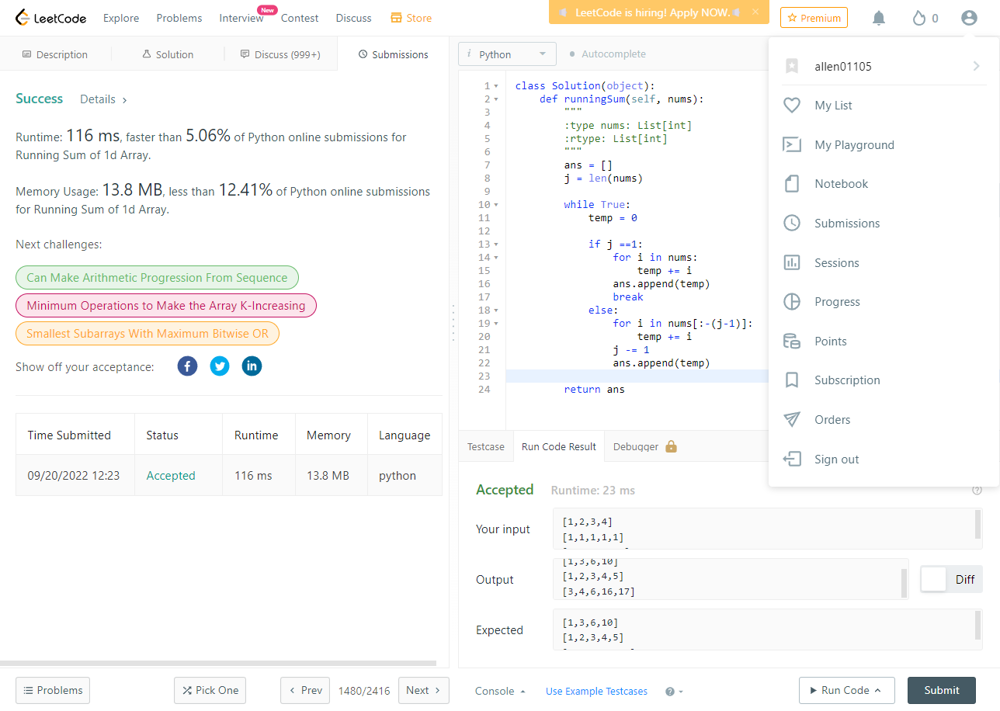 LeetCode Explore Problems Interview New Contest Discuss Store LeetCode is hiring! Apply NOW. × Premium 0
Description Solution Discuss (999+) Submissions
Success Details >
Runtime: 116 ms, faster than 5.06% of Python online submissions for
Running Sum of 1d Array.
Memory Usage: 13.8 MB, less than 12.41% of Python online submissions
for Running Sum of 1d Array.
Next challenges:
Can Make Arithmetic Progression From Sequence
Minimum Operations to Make the Array K-Increasing
Smallest Subarrays With Maximum Bitwise OR
Show off your acceptance:
Time Submitted Status Runtime Memory Language
09/20/2022 12:23 Accepted 116 ms 13.8 MB python
Problems Pick One < Prev 1480/2416 Next >
i Python Autocomplete
1 class Solution(object):
2 def runningSum(self, nums):
3 """
4 :type nums: List[int]
5 :rtype: List[int]
6 """
7 ans = []
8 j = len(nums)
9
10 while True:
11 temp = 0
12
13 if j ==1:
14 for i in nums:
15 temp += i
16 ans.append(temp)
17 break
18 else:
19 for i in nums[:-(j-1)]:
20 temp += i
21 j -= 1
22 ans.append(temp)
23
24 return ans
Testcase Run Code Result Debugger
Accepted Runtime: 23 ms
Your input
[1,2,3,4]
[1,1,1,1,1]
Output
[1,3,6,10]
[1,2,3,4,5]
[3,4,6,16,17]
Diff
Expected
[1,3,6,10]
[1,2,3,4,5]
Console Use Example Testcases Run Code Submit
allen01105
My List
My Playground
Notebook
Submissions
Sessions
Progress
Points
Subscription
Orders
Sign out